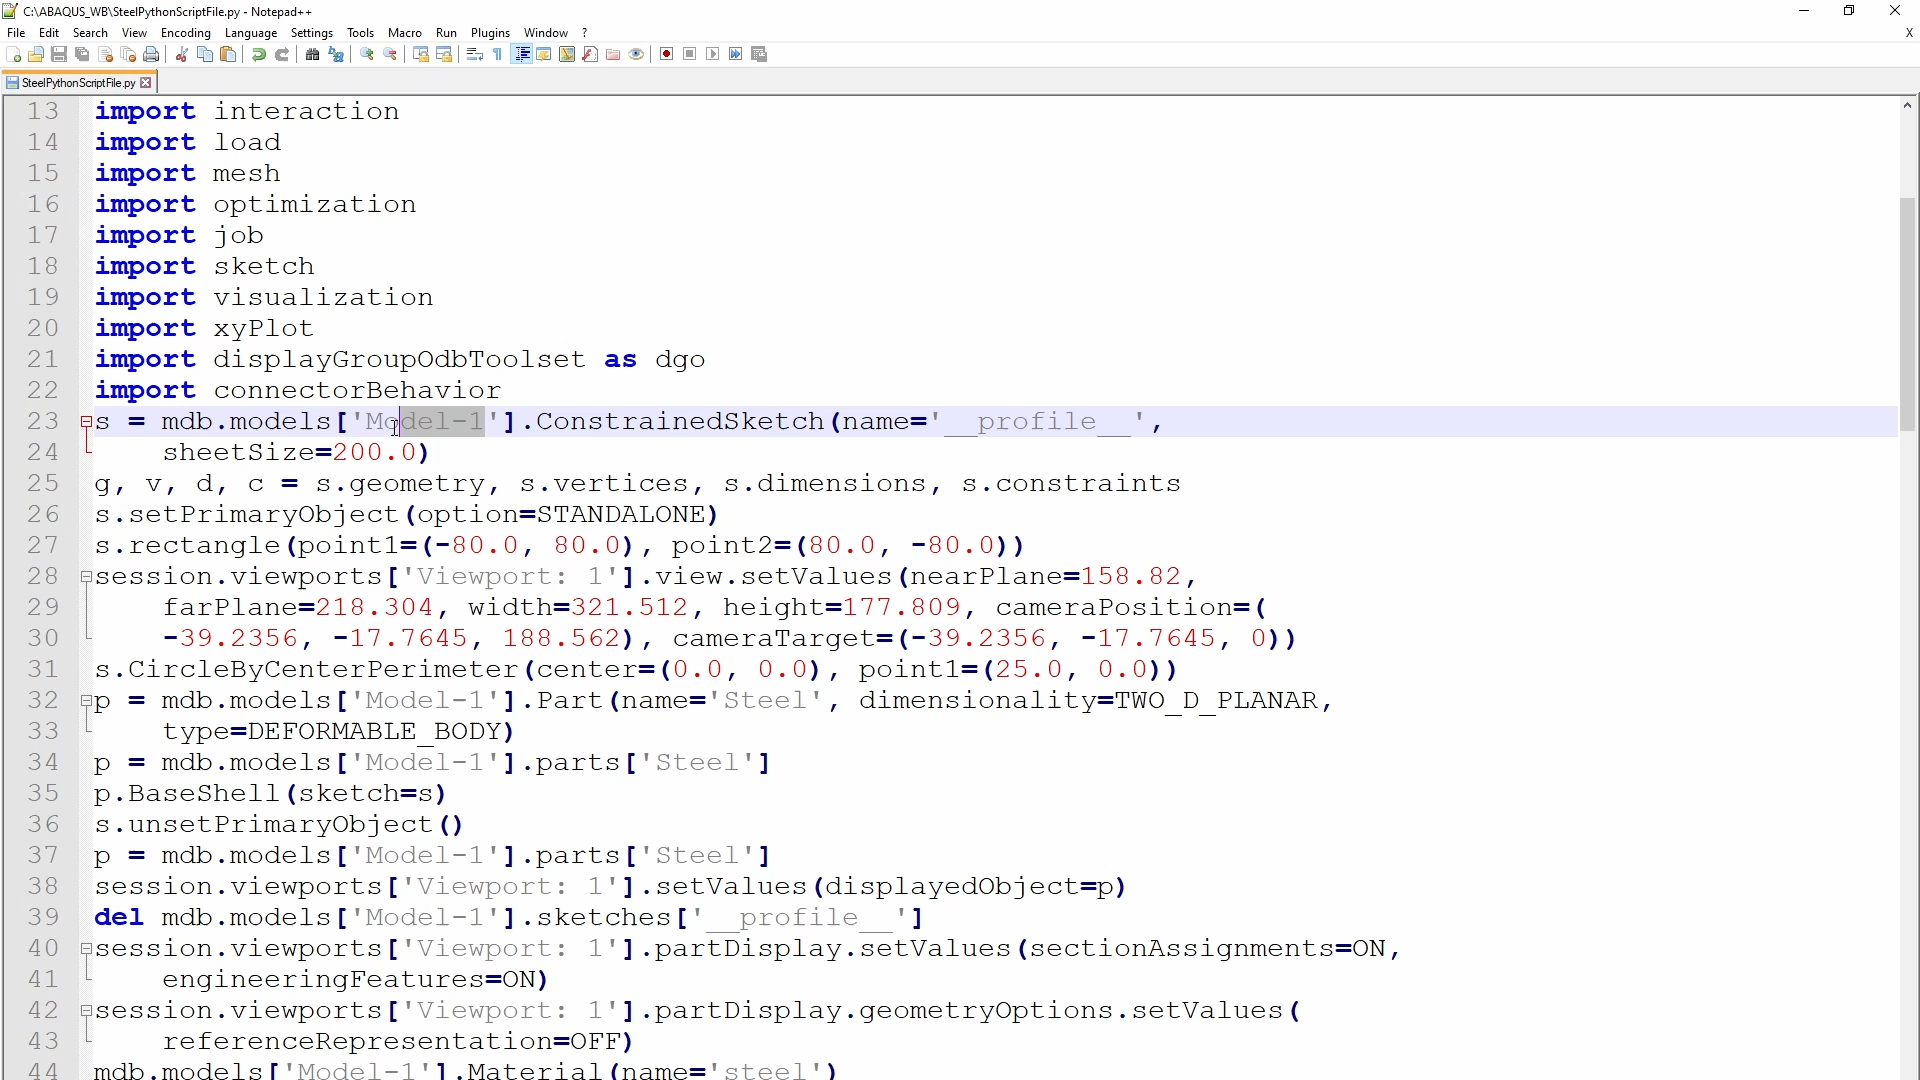 C:\ABAQUS_WB\SteelPythonScriptFile.py - Notepad++
File Edit Search View Encoding Language Settings Tools Macro Run Plugins Window ? X
SteelPythonScriptFile.py
13 import interaction
14 import load
15 import mesh
16 import optimization
17 import job
18 import sketch
19 import visualization
20 import xyPlot
21 import displayGroupOdbToolset as dgo
22 import connectorBehavior
23 s = mdb.models['Model-1'].ConstrainedSketch(name='__profile__',
24 sheetSize=200.0)
25 g, v, d, c = s.geometry, s.vertices, s.dimensions, s.constraints
26 s.setPrimaryObject(option=STANDALONE)
27 s.rectangle(point1=(-80.0, 80.0), point2=(80.0, -80.0))
28 session.viewports['Viewport: 1'].view.setValues(nearPlane=158.82,
29 farPlane=218.304, width=321.512, height=177.809, cameraPosition=(
30 -39.2356, -17.7645, 188.562), cameraTarget=(-39.2356, -17.7645, 0))
31 s.CircleByCenterPerimeter(center=(0.0, 0.0), point1=(25.0, 0.0))
32 p = mdb.models['Model-1'].Part(name='Steel', dimensionality=TWO_D_PLANAR,
33 type=DEFORMABLE_BODY)
34 p = mdb.models['Model-1'].parts['Steel']
35 p.BaseShell(sketch=s)
36 s.unsetPrimaryObject()
37 p = mdb.models['Model-1'].parts['Steel']
38 session.viewports['Viewport: 1'].setValues(displayedObject=p)
39 del mdb.models['Model-1'].sketches['__profile__']
40 session.viewports['Viewport: 1'].partDisplay.setValues(sectionAssignments=ON,
41 engineeringFeatures=ON)
42 session.viewports['Viewport: 1'].partDisplay.geometryOptions.setValues(
43 referenceRepresentation=OFF)
44 mdb.models['Model-1'].Material(name='steel')